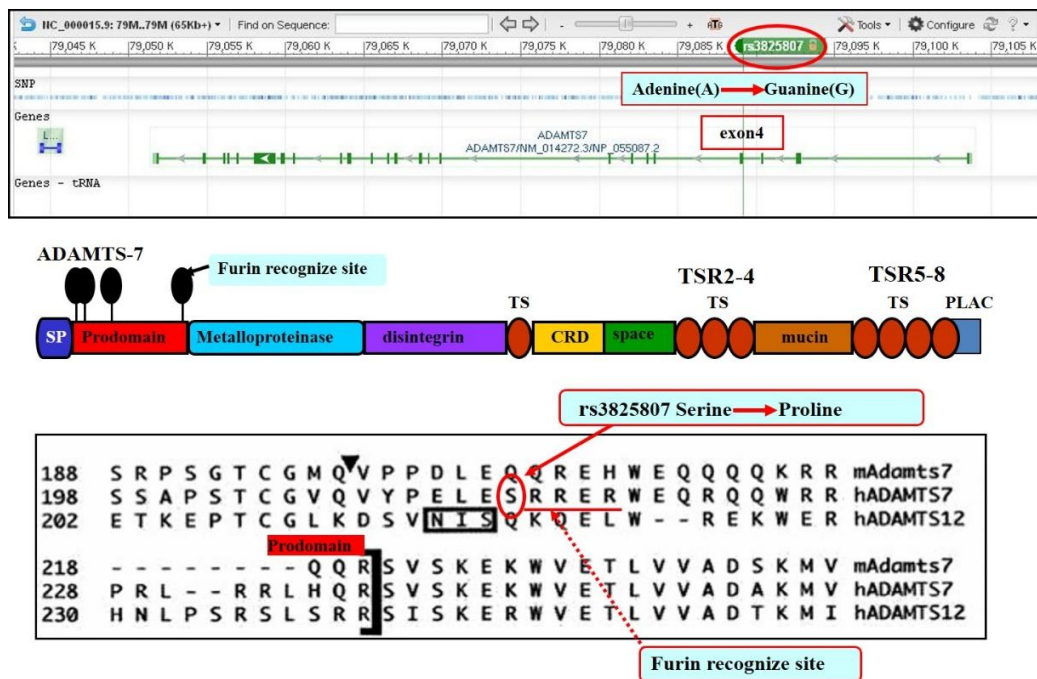 NC_000015.9: 79M..79M (65Kb+) Find on Sequence: - + Tools Configure ?
79,045 K 79,050 K 79,055 K 79,060 K 79,065 K 79,070 K 79,075 K 79,080 K 79,085 K rs3825807 79,095 K 79,100 K 79,105 K
SNP
Adenine(A) Guanine(G)
Genes
L...
ADAMTS7
exon4
ADAMTS7/NM_014272.3/NP_055087.2
Genes - tRNA
ADAMTS-7
Furin recognize site
TS
TSR2-4
TS
TSR5-8
TS
PLAC
SP Prodomain Metalloproteinase disintegrin CRD space mucin
rs3825807 Serine Proline
188 S R P S G T C G M Q V P P D L E Q Q R E H W E Q Q Q Q K R R mAdamts7
198 S S A P S T C G V Q V Y P E L E S R R E R W E Q R Q Q W R R hADAMTS7
202 E T K E P T C G L K D S V N I S Q K Q E L W - - R E K W E R hADAMTS12
Prodomain
218 - - - - - - - - Q Q R S V S K E K W V E T L V V A D S K M V mAdamts7
228 P R L - - R R L H Q R S V S K E K W V E T L V V A D A K M V hADAMTS7
230 H N L P S R S L S R R S I S K E R W V E T L V V A D T K M I hADAMTS12
Furin recognize site